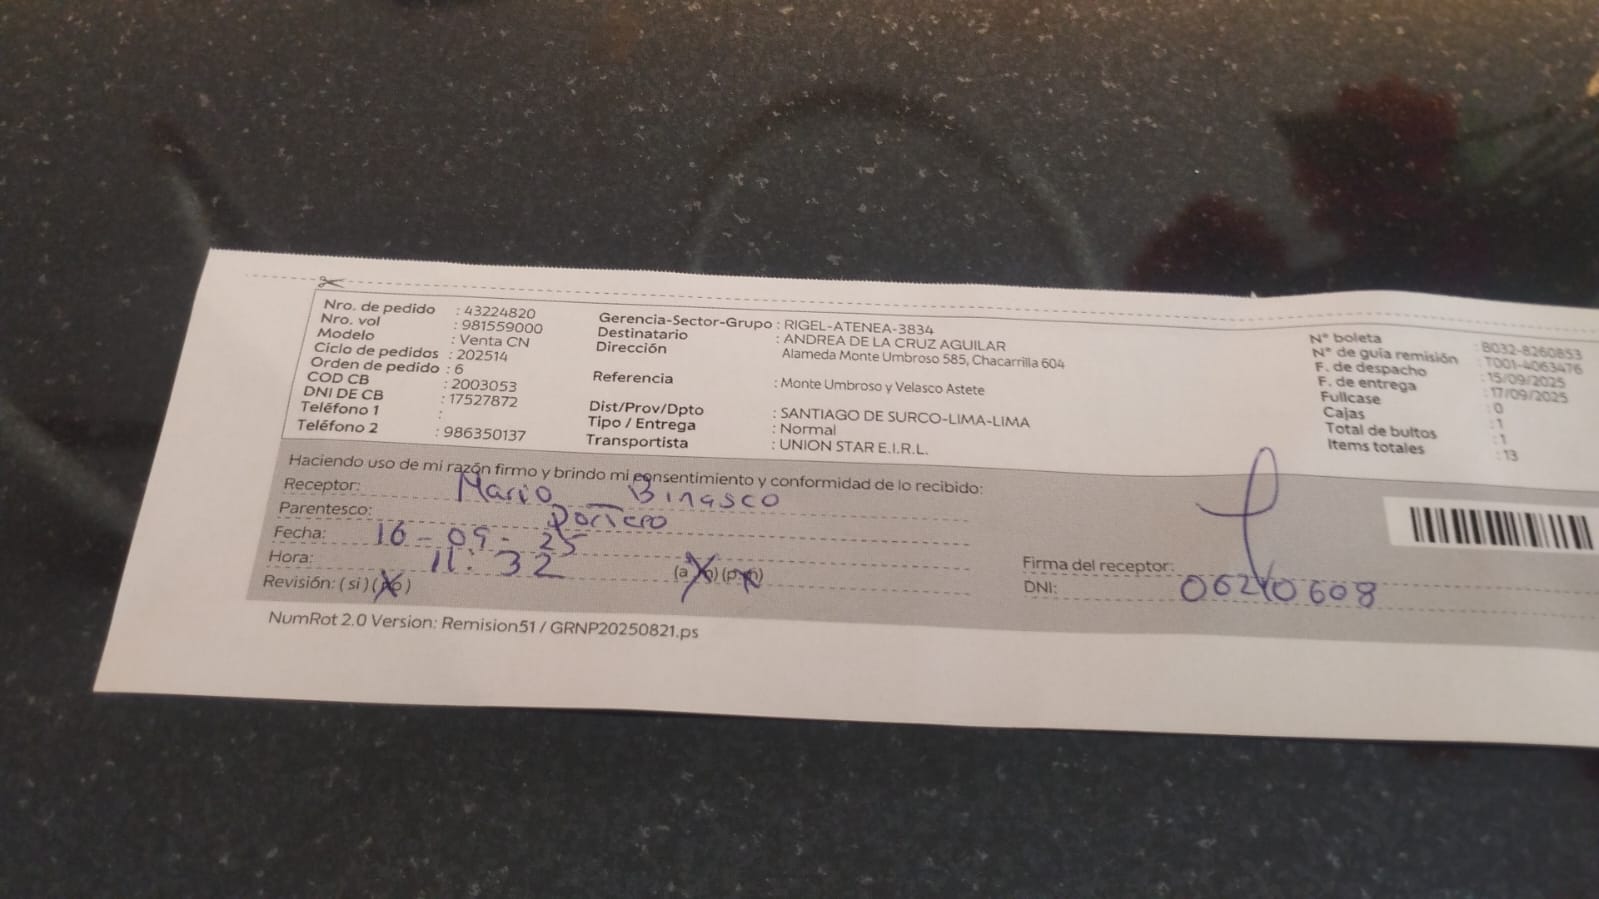 Nro. de pedido : 43224820
Nro. vol : 981559000
Modelo : Venta CN
Ciclo de pedidos : 202514
Orden de pedido : 6
COD CB : 2003053
DNI DE CB : 17527872
Teléfono 1 :
Teléfono 2 : 986350137
Gerencia-Sector-Grupo : RIGEL-ATENEA-3834
Destinatario : ANDREA DE LA CRUZ AGUILAR
Dirección Alameda Monte Umbroso 585, Chacarrilla 604
Referencia : Monte Umbroso y Velasco Astete
Dist/Prov/Dpto : SANTIAGO DE SURCO-LIMA-LIMA
Tipo / Entrega : Normal
Transportista : UNION STAR E.I.R.L.
N° boleta : B032-8260853
N° de guía remisión : T001-4063476
F. de despacho : 15/09/2025
F. de entrega : 17/09/2025
Fullcase : 0
Cajas : 1
Total de bultos : 1
Items totales : 13
Haciendo uso de mi razón firmo y brindo mi consentimiento y conformidad de lo recibido:
Receptor: Mario Binasco
Parentesco: Portero
Fecha: 16-09-25
Hora: 11:32
Revisión: (si) (no)
Firma del receptor:
DNI: 06240608
NumRot 2.0 Version: Remision51 / GRNP20250821.ps